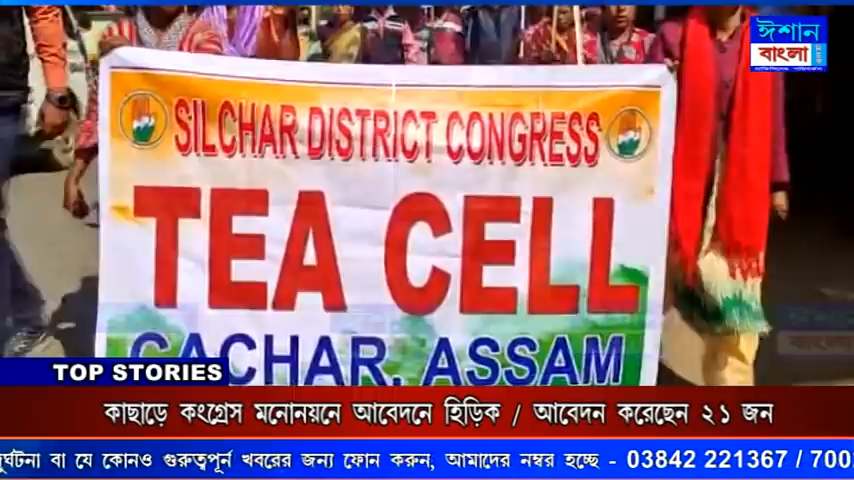 ঈশান
বাংলা
SILCHAR DISTRICT CONGRESS
TEA CELL
CACHAR, ASSAM
TOP STORIES
কাছাড়ে কংগ্রেস মনোনয়নে আবেদনে হিড়িক / আবেদন করেছেন ২১ জন
দুর্ঘটনা বা যে কোনও গুরুত্বপূর্ণ খবরের জন্য ফোন করুন, আমাদের নম্বর হচ্ছে - 03842 221367 / 700